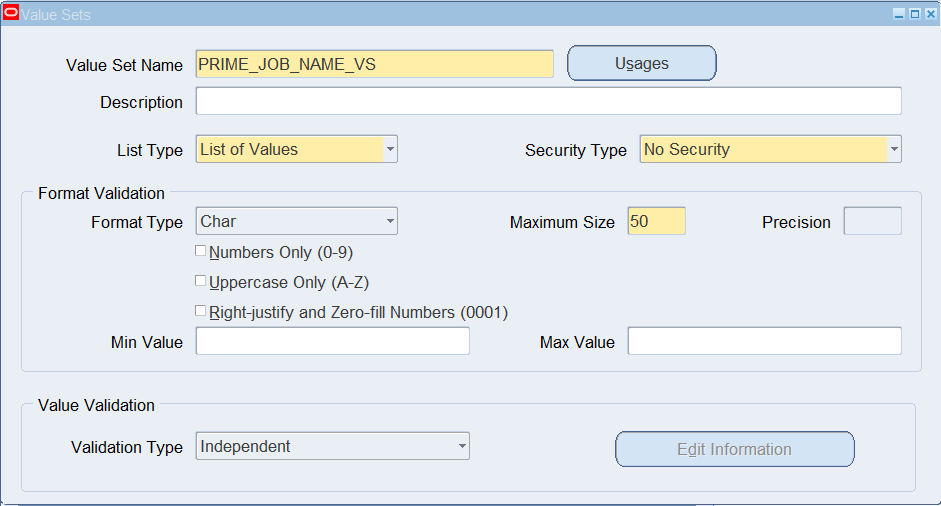 Value Sets
Value Set Name PRIME_JOB_NAME_VS Usages
Description
List Type List of Values Security Type No Security
Format Validation
Format Type Char Maximum Size 50 Precision
Numbers Only (0-9)
Uppercase Only (A-Z)
Right-justify and Zero-fill Numbers (0001)
Min Value Max Value
Value Validation
Validation Type Independent Edit Information